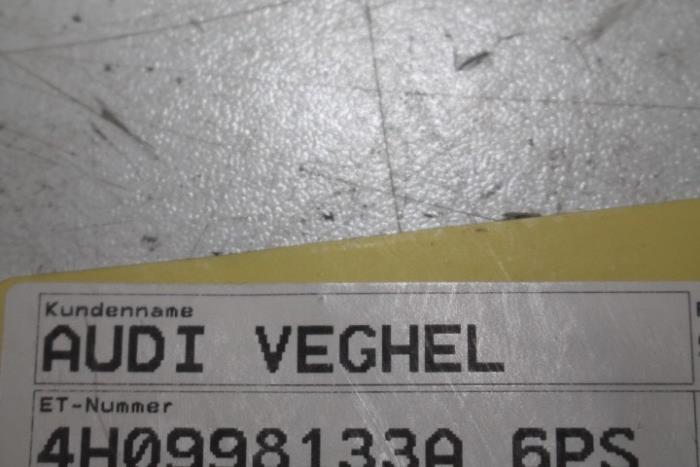 Kundenname
AUDI VEGHEL
ET-Nummer
4H0998133A 6PS